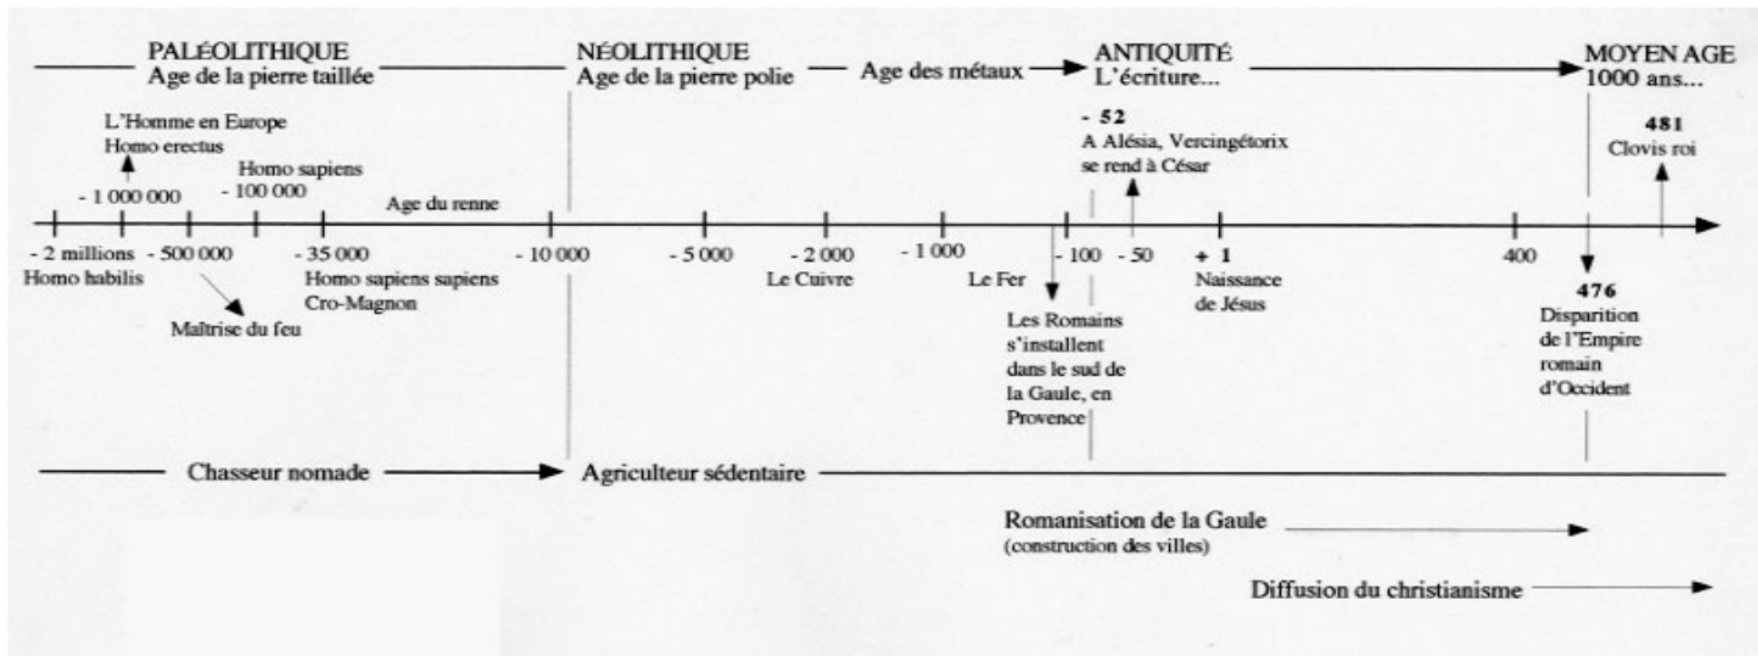 PALÉOLITHIQUE
Age de la pierre taillée
NÉOLITHIQUE
Age de la pierre polie
Age des métaux
ANTIQUITÉ
L'écriture...
MOYEN AGE
1000 ans...
L'Homme en Europe
Homo erectus
- 1 000 000
Homo sapiens
- 100 000
Age du renne
- 52
A Alésia, Vercingétorix
se rend à César
481
Clovis roi
- 2 millions
Homo habilis
- 500 000
Maîtrise du feu
- 35 000
Homo sapiens sapiens
Cro-Magnon
- 10 000
- 5 000
- 2 000
Le Cuivre
- 1 000
Le Fer
- 100
- 50
+ 1
Naissance
de Jésus
400
Les Romains
s'installent
dans le sud de
la Gaule, en
Provence
476
Disparition
de l'Empire
romain
d'Occident
Chasseur nomade
Agriculteur sédentaire
Romanisation de la Gaule
(construction des villes)
Diffusion du christianisme